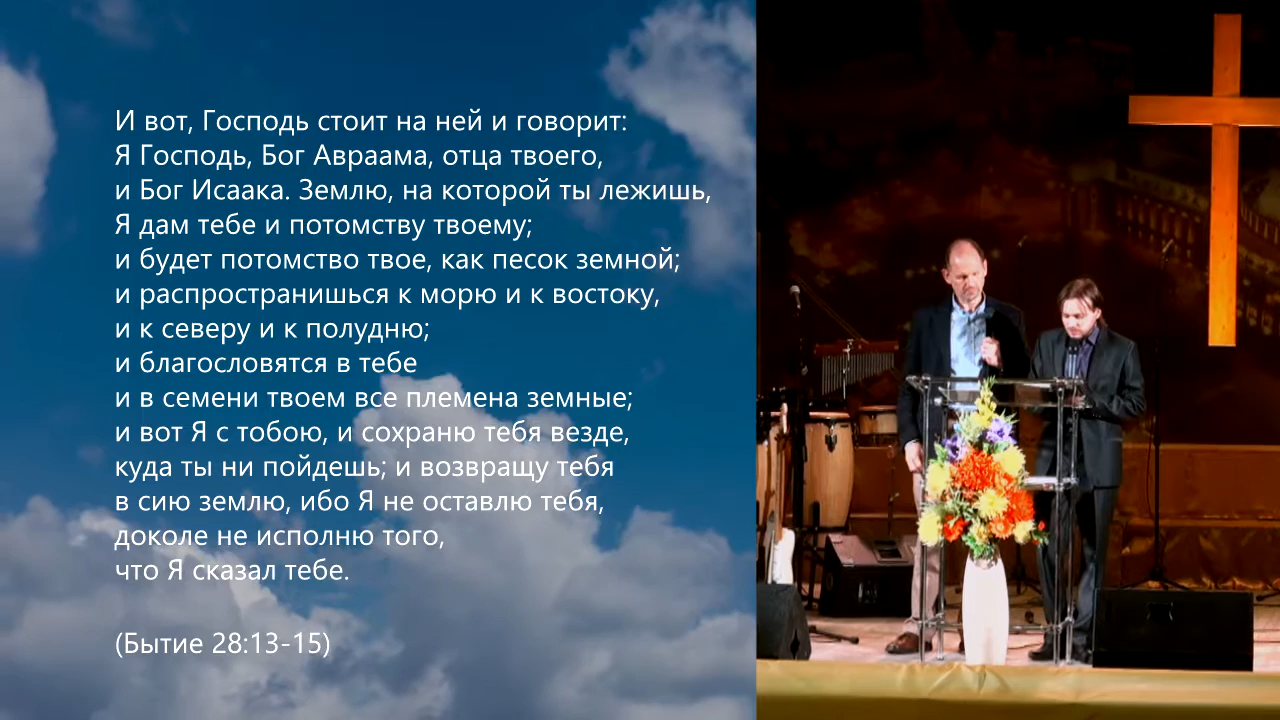 И вот, Господь стоит на ней и говорит:
Я Господь, Бог Авраама, отца твоего,
и Бог Исаака. Землю, на которой ты лежишь,
Я дам тебе и потомству твоему;
и будет потомство твое, как песок земной;
и распространишься к морю и к востоку,
и к северу и к полудню;
и благословятся в тебе
и в семени твоем все племена земные;
и вот Я с тобою, и сохраню тебя везде,
куда ты ни пойдешь; и возвращу тебя
в сию землю, ибо Я не оставлю тебя,
доколе не исполню того,
что Я сказал тебе.
(Бытие 28:13-15)